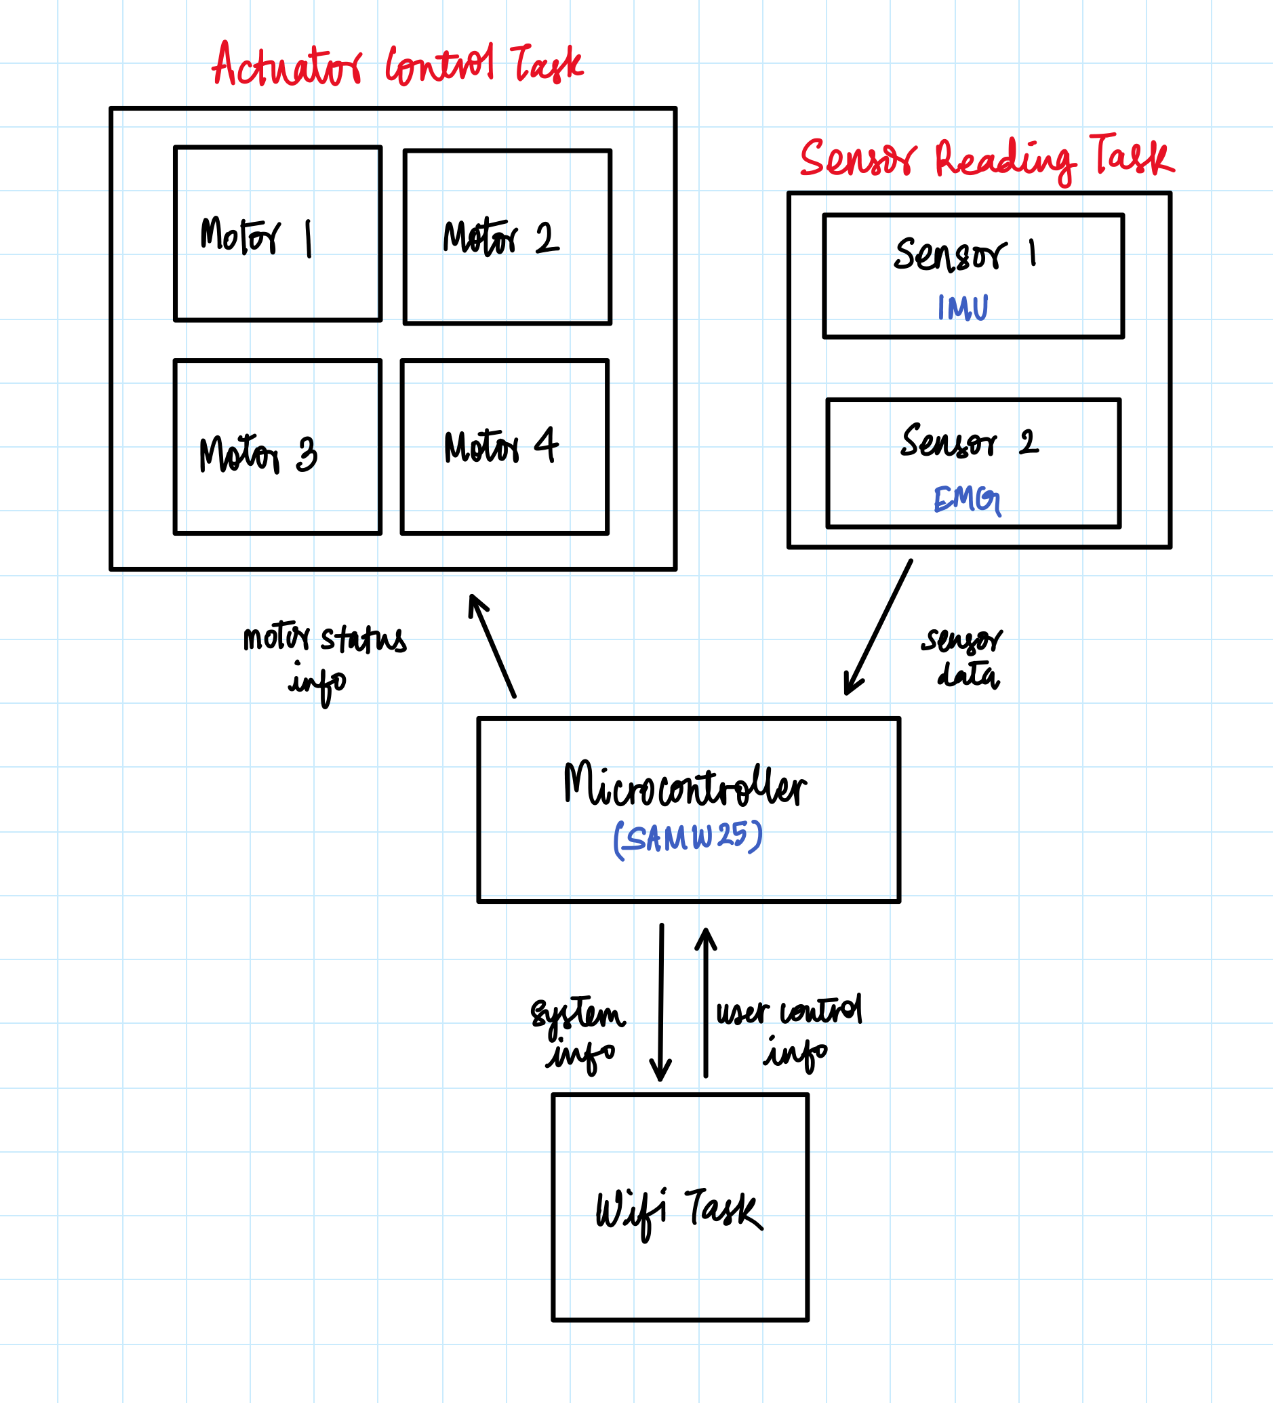 Actuator Control Task
Motor 1
Motor 2
Motor 3
Motor 4
Sensor Reading Task
Sensor 1
IMU
Sensor 2
EMG
motor status
info
sensor
data
Microcontroller
(SAMW25)
system
info
user control
info
Wifi Task